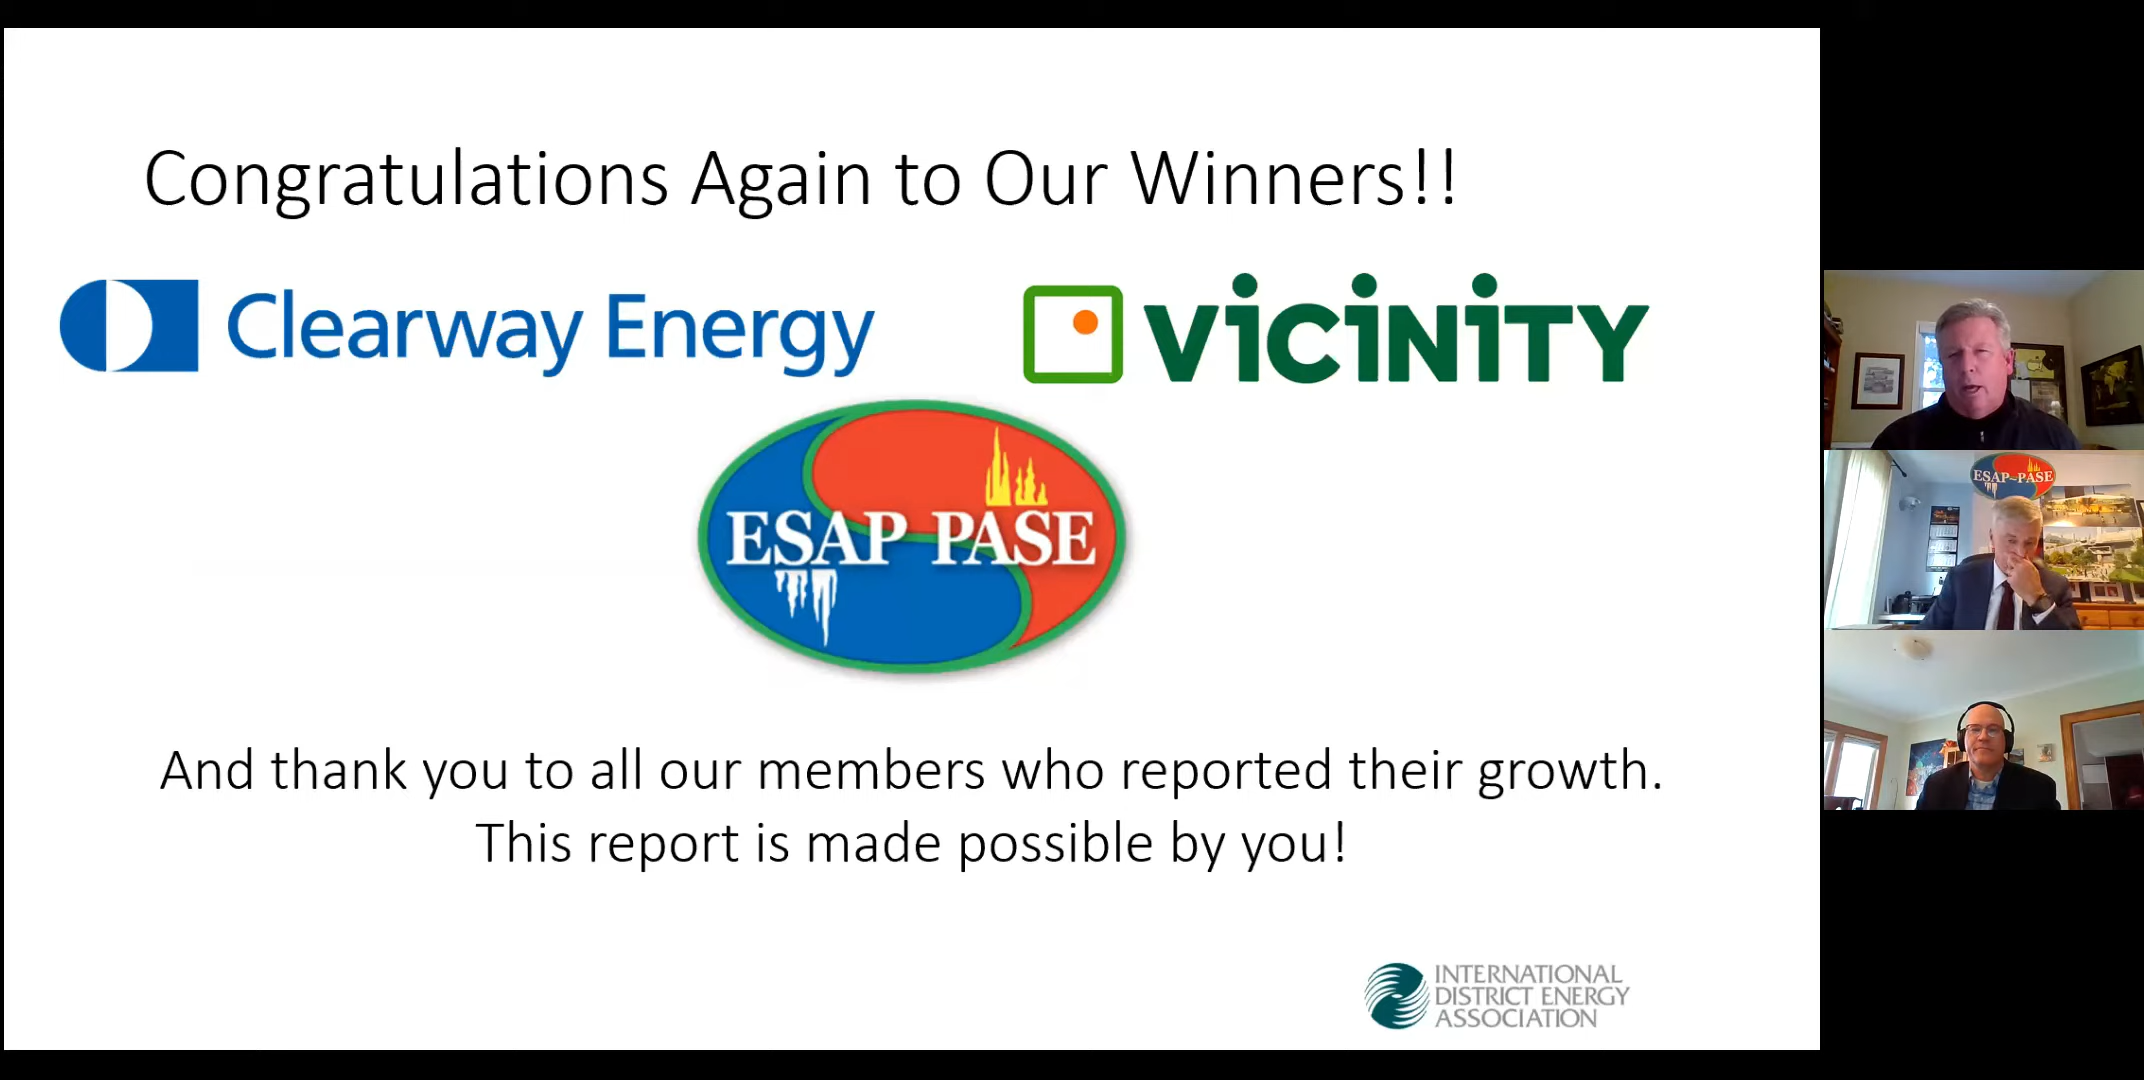 Congratulations Again to Our Winners!!
Clearway Energy
VICINITY
ESAP PASE
And thank you to all our members who reported their growth.
This report is made possible by you!
INTERNATIONAL
DISTRICT ENERGY
ASSOCIATION
ESAP-PASE